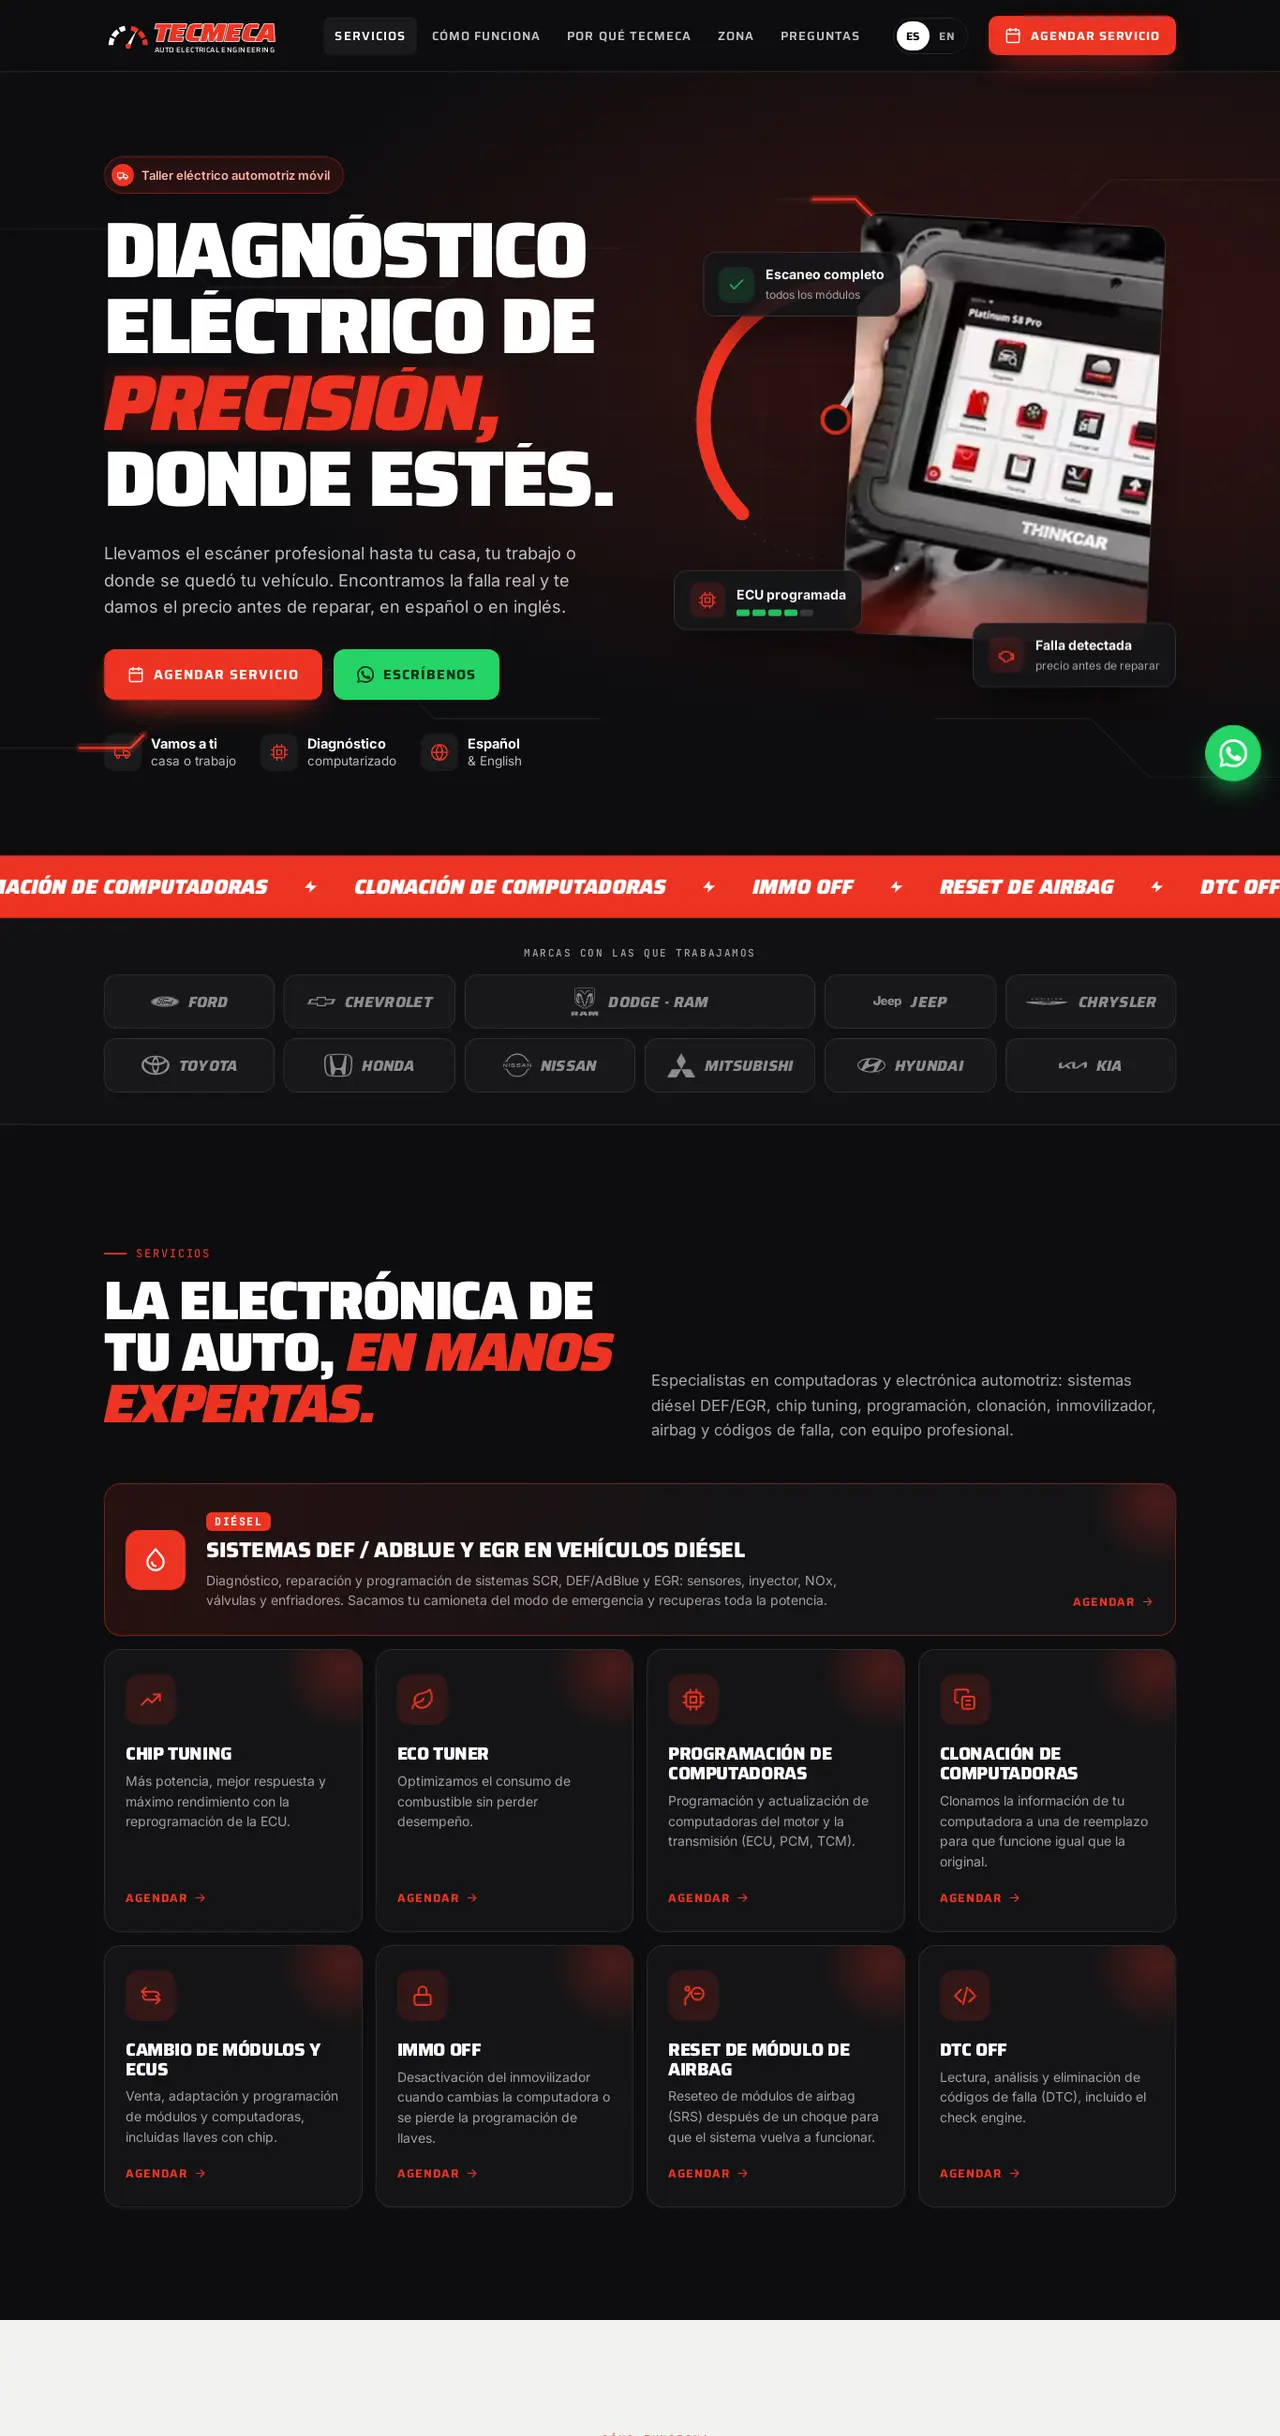 TECMECA
AUTO ELECTRICAL ENGINEERING
SERVICIOS
CÓMO FUNCIONA
POR QUÉ TECMECA
ZONA
PREGUNTAS
ES
EN
AGENDAR SERVICIO
Taller eléctrico automotriz móvil
DIAGNÓSTICO
ELÉCTRICO DE
PRECISIÓN,
DONDE ESTÉS.
Llevamos el escáner profesional hasta tu casa, tu trabajo o
donde se quedó tu vehículo. Encontramos la falla real y te
damos el precio antes de reparar, en español o en inglés.
AGENDAR SERVICIO
ESCRÍBENOS
Vamos a ti
casa o trabajo
Diagnóstico
computarizado
Español
& English
Escaneo completo
todos los módulos
Platinum S8 Pro
THINKCAR
ECU programada
Falla detectada
precio antes de reparar
MACIÓN DE COMPUTADORAS
CLONACIÓN DE COMPUTADORAS
IMMO OFF
RESET DE AIRBAG
DTC OFF
MARCAS CON LAS QUE TRABAJAMOS
Ford FORD
CHEVROLET
RAM DODGE · RAM
Jeep JEEP
CHRYSLER
TOYOTA
HONDA
NISSAN NISSAN
MITSUBISHI
HYUNDAI
KIA KIA
SERVICIOS
LA ELECTRÓNICA DE
TU AUTO, EN MANOS
EXPERTAS.
Especialistas en computadoras y electrónica automotriz: sistemas
diésel DEF/EGR, chip tuning, programación, clonación, inmovilizador,
airbag y códigos de falla, con equipo profesional.
DIÉSEL
SISTEMAS DEF / ADBLUE Y EGR EN VEHÍCULOS DIÉSEL
Diagnóstico, reparación y programación de sistemas SCR, DEF/AdBlue y EGR: sensores, inyector, NOx,
válvulas y enfriadores. Sacamos tu camioneta del modo de emergencia y recuperas toda la potencia.
AGENDAR →
CHIP TUNING
Más potencia, mejor respuesta y
máximo rendimiento con la
reprogramación de la ECU.
AGENDAR →
ECO TUNER
Optimizamos el consumo de
combustible sin perder
desempeño.
AGENDAR →
PROGRAMACIÓN DE
COMPUTADORAS
Programación y actualización de
computadoras del motor y la
transmisión (ECU, PCM, TCM).
AGENDAR →
CLONACIÓN DE
COMPUTADORAS
Clonamos la información de tu
computadora a una de reemplazo
para que funcione igual que la
original.
AGENDAR →
CAMBIO DE MÓDULOS Y
ECUS
Venta, adaptación y programación
de módulos y computadoras,
incluidas llaves con chip.
AGENDAR →
IMMO OFF
Desactivación del inmovilizador
cuando cambias la computadora o
se pierde la programación de
llaves.
AGENDAR →
RESET DE MÓDULO DE
AIRBAG
Reseteo de módulos de airbag
(SRS) después de un choque para
que el sistema vuelva a funcionar.
AGENDAR →
DTC OFF
Lectura, análisis y eliminación de
códigos de falla (DTC), incluido el
check engine.
AGENDAR →